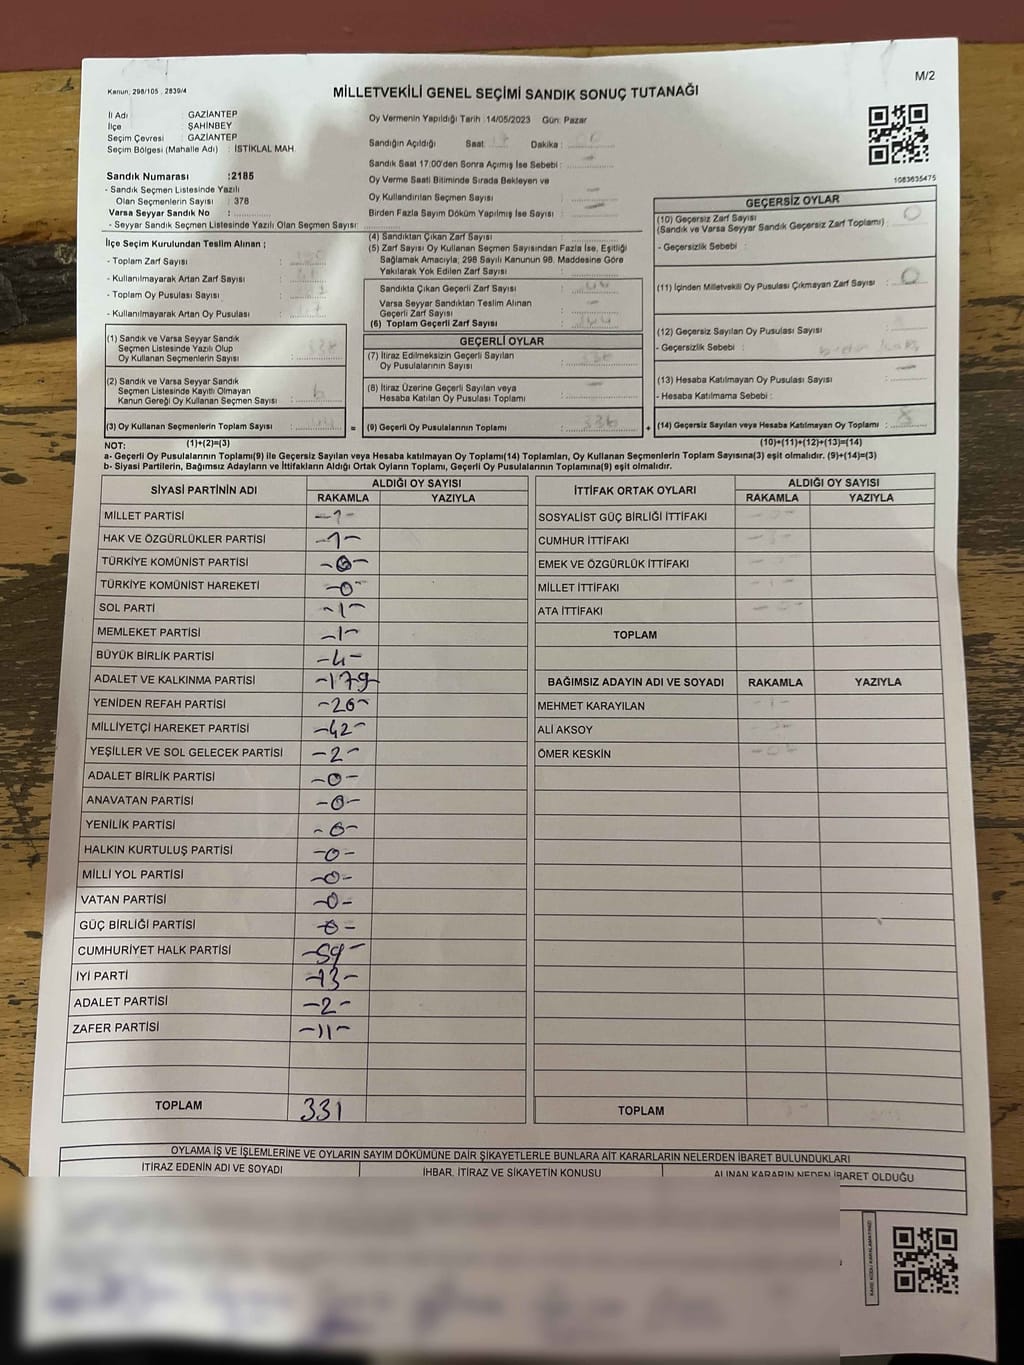 M/2
Kanun; 298/105 , 2839/4
MİLLETVEKİLİ GENEL SEÇİMİ SANDIK SONUÇ TUTANAĞI
İl Adı GAZİANTEP
İlçe ŞAHİNBEY
Seçim Çevresi GAZİANTEP
Seçim Bölgesi (Mahalle Adı) : İSTİKLAL MAH.
Sandık Numarası :2185
- Sandık Seçmen Listesinde Yazılı
Olan Seçmenlerin Sayısı : 378
Varsa Seyyar Sandık No :
- Seyyar Sandık Seçmen Listesinde Yazılı Olan Seçmen Sayısı:
Oy Vermenin Yapıldığı Tarih :14/05/2023 Gün: Pazar
Sandığın Açıldığı Saat : Dakika :
Sandık Saat 17:00'den Sonra Açımış İse Sebebi :
Oy Verme Saati Bitiminde Sırada Bekleyen ve
Oy Kullandırılan Seçmen Sayısı :
Birden Fazla Sayım Döküm Yapılmış İse Sayısı :
1083635475
İlçe Seçim Kurulundan Teslim Alınan ;
- Toplam Zarf Sayısı :
- Kullanılmayarak Artan Zarf Sayısı :
- Toplam Oy Pusulası Sayısı :
- Kullanılmayarak Artan Oy Pusulası :
(1) Sandık ve Varsa Seyyar Sandık
Seçmen Listesinde Yazılı Olup
Oy Kullanan Seçmenlerin Sayısı :
(2) Sandık ve Varsa Seyyar Sandık
Seçmen Listesinde Kayıtlı Olmayan
Kanun Gereği Oy Kullanan Seçmen Sayısı : 6
(3) Oy Kullanan Seçmenlerin Toplam Sayısı :
=
(4) Sandıktan Çıkan Zarf Sayısı :
(5) Zarf Sayısı Oy Kullanan Seçmen Sayısından Fazla İse, Eşitliği
Sağlamak Amacıyla; 298 Sayılı Kanunun 98. Maddesine Göre
Yakılarak Yok Edilen Zarf Sayısı :
Sandıkta Çıkan Geçerli Zarf Sayısı :
Varsa Seyyar Sandıktan Teslim Alınan
Geçerli Zarf Sayısı :
(6) Toplam Geçerli Zarf Sayısı : 344
GEÇERLİ OYLAR
(7) İtiraz Edilmeksizin Geçerli Sayılan
Oy Pusulalarının Sayısı : 336
(8) İtiraz Üzerine Geçerli Sayılan veya
Hesaba Katılan Oy Pusulası Toplamı :
(9) Geçerli Oy Pusulalarının Toplamı : 336
+
GEÇERSİZ OYLAR
(10) Geçersiz Zarf Sayısı : 0
(Sandık ve Varsa Seyyar Sandık Geçersiz Zarf Toplamı)
- Geçersizlik Sebebi :
(11) İçinden Milletvekili Oy Pusulası Çıkmayan Zarf Sayısı : 0
(12) Geçersiz Sayılan Oy Pusulası Sayısı :
- Geçersizlik Sebebi :
(13) Hesaba Katılmayan Oy Pusulası Sayısı :
- Hesaba Katılmama Sebebi :
(14) Geçersiz Sayılan veya Hesaba Katılmayan Oy Toplamı : 8
NOT: (1)+(2)=(3) (10)+(11)+(12)+(13)=(14)
a- Geçerli Oy Pusulalarının Toplamı(9) ile Geçersiz Sayılan veya Hesaba katılmayan Oy Toplamı(14) Toplamları, Oy Kullanan Seçmenlerin Toplam Sayısına(3) eşit olmalıdır. (9)+(14)=(3)
b- Siyasi Partilerin, Bağımsız Adayların ve İttifakların Aldığı Ortak Oyların Toplamı, Geçerli Oy Pusulalarının Toplamına(9) eşit olmalıdır.
SİYASİ PARTİNİN ADI ALDIĞI OY SAYISI
RAKAMLA YAZIYLA
MİLLET PARTİSİ -1-
HAK VE ÖZGÜRLÜKLER PARTİSİ -1-
TÜRKİYE KOMÜNİST PARTİSİ -0-
TÜRKİYE KOMÜNİST HAREKETİ -0-
SOL PARTİ -1-
MEMLEKET PARTİSİ -1-
BÜYÜK BİRLİK PARTİSİ -4-
ADALET VE KALKINMA PARTİSİ -179-
YENİDEN REFAH PARTİSİ -20-
MİLLİYETÇİ HAREKET PARTİSİ -42-
YEŞİLLER VE SOL GELECEK PARTİSİ -2-
ADALET BİRLİK PARTİSİ -0-
ANAVATAN PARTİSİ -0-
YENİLİK PARTİSİ -0-
HALKIN KURTULUŞ PARTİSİ -0-
MİLLİ YOL PARTİSİ -0-
VATAN PARTİSİ -0-
GÜÇ BİRLİĞİ PARTİSİ -0-
CUMHURİYET HALK PARTİSİ -59-
İYİ PARTİ -13-
ADALET PARTİSİ -2-
ZAFER PARTİSİ -11-
TOPLAM 331
İTTİFAK ORTAK OYLARI ALDIĞI OY SAYISI
RAKAMLA YAZIYLA
SOSYALİST GÜÇ BİRLİĞİ İTTİFAKI
CUMHUR İTTİFAKI
EMEK VE ÖZGÜRLÜK İTTİFAKI
MİLLET İTTİFAKI
ATA İTTİFAKI
TOPLAM
BAĞIMSIZ ADAYIN ADI VE SOYADI RAKAMLA YAZIYLA
MEHMET KARAYILAN
ALİ AKSOY
ÖMER KESKİN
TOPLAM
OYLAMA İŞ VE İŞLEMLERİNE VE OYLARIN SAYIM DÖKÜMÜNE DAİR ŞİKAYETLERLE BUNLARA AİT KARARLARIN NELERDEN İBARET BULUNDUKLARI
İTİRAZ EDENİN ADI VE SOYADI İHBAR, İTİRAZ VE ŞİKAYETİN KONUSU ALINAN KARARIN NEDEN İBARET OLDUĞU